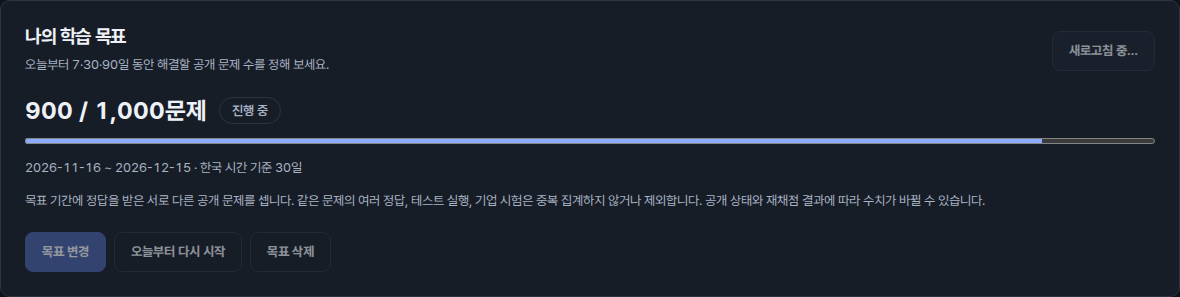 나의 학습 목표
오늘부터 7·30·90일 동안 해결할 공개 문제 수를 정해 보세요.
새로고침 중...
900 / 1,000문제
진행 중
2026-11-16 ~ 2026-12-15 · 한국 시간 기준 30일
목표 기간에 정답을 받은 서로 다른 공개 문제를 셉니다. 같은 문제의 여러 정답, 테스트 실행, 기업 시험은 중복 집계하지 않거나 제외합니다. 공개 상태와 재채점 결과에 따라 수치가 바뀔 수 있습니다.
목표 변경
오늘부터 다시 시작
목표 삭제